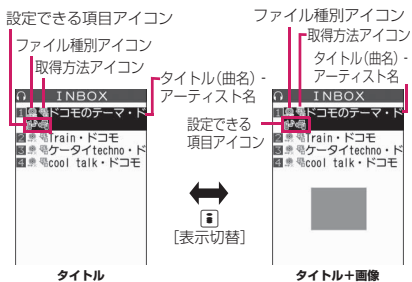 設定できる項目アイコン
ファイル種別アイコン
取得方法アイコン
タイトル(曲名) -
アーティスト名
INBOX
1 ドコモのテーマ・ド
2 Train・ドコモ
3 ケータイtechno・ド
4 cool talk・ドコモ
タイトル
設定できる
項目アイコン
[表示切替]
ファイル種別アイコン
取得方法アイコン
タイトル(曲名) -
アーティスト名
INBOX
1 ドコモのテーマ・ド
2 Train・ドコモ
3 ケータイtechno・ド
4 cool talk・ドコモ
タイトル+画像